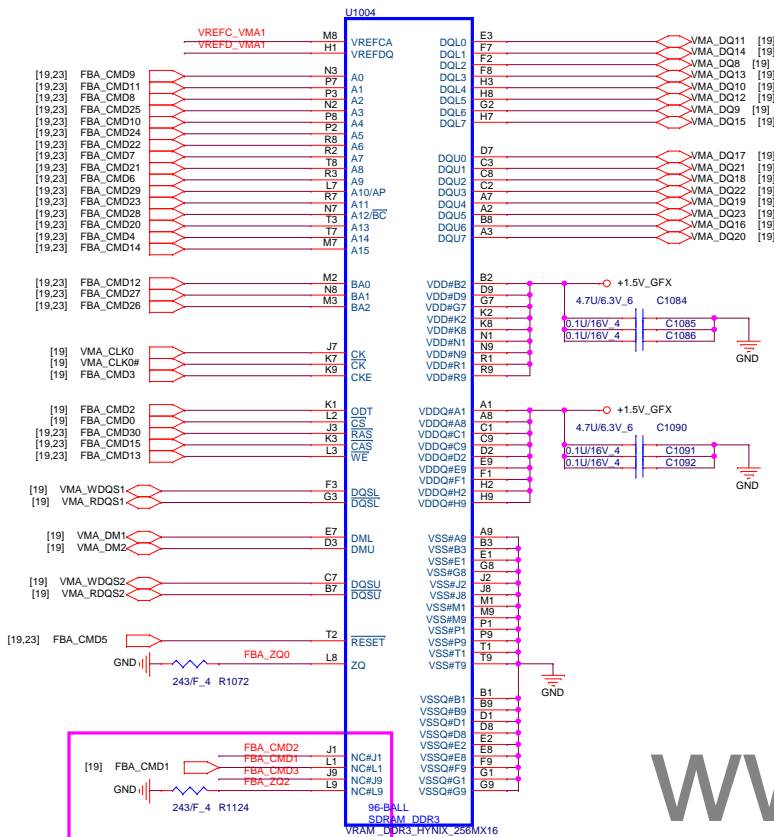 U1004
VREFC_VMA1 M8 VREFCA DQL0 E3 VMA_DQ11 [19]
VREFD_VMA1 H1 VREFDQ DQL1 F7 VMA_DQ14 [19]
DQL2 F2 VMA_DQ8 [19]
[19,23] FBA_CMD9 N3 A0 DQL3 F8 VMA_DQ13 [19]
[19,23] FBA_CMD11 P7 A1 DQL4 H3 VMA_DQ10 [19]
[19,23] FBA_CMD8 P3 A2 DQL5 H8 VMA_DQ12 [19]
[19,23] FBA_CMD25 N2 A3 DQL6 G2 VMA_DQ9 [19]
[19,23] FBA_CMD10 P8 A4 DQL7 H7 VMA_DQ15 [19]
[19,23] FBA_CMD24 P2 A5
[19,23] FBA_CMD22 R8 A6
[19,23] FBA_CMD7 R2 A7 DQU0 D7 VMA_DQ17 [19]
[19,23] FBA_CMD21 T8 A8 DQU1 C3 VMA_DQ21 [19]
[19,23] FBA_CMD6 R3 A9 DQU2 C8 VMA_DQ18 [19]
[19,23] FBA_CMD29 L7 A10/AP DQU3 C2 VMA_DQ22 [19]
[19,23] FBA_CMD23 R7 A11 DQU4 A7 VMA_DQ19 [19]
[19,23] FBA_CMD28 N7 A12/BC DQU5 A2 VMA_DQ23 [19]
[19,23] FBA_CMD20 T3 A13 DQU6 B8 VMA_DQ16 [19]
[19,23] FBA_CMD4 T7 A14 DQU7 A3 VMA_DQ20 [19]
[19,23] FBA_CMD14 M7 A15
[19,23] FBA_CMD12 M2 BA0 VDD#B2 B2 +1.5V_GFX
[19,23] FBA_CMD27 N8 BA1 VDD#D9 D9
[19,23] FBA_CMD26 M3 BA2 VDD#G7 G7 4.7U/6.3V_6 C1084
VDD#K2 K2
VDD#K8 K8 0.1U/16V_4 C1085
VDD#N1 N1 0.1U/16V_4 C1086
[19] VMA_CLK0 J7 CK VDD#N9 N9 GND
[19] VMA_CLK0# K7 CK VDD#R1 R1
[19] FBA_CMD3 K9 CKE VDD#R9 R9
[19] FBA_CMD2 K1 ODT VDDQ#A1 A1 +1.5V_GFX
[19] FBA_CMD0 L2 CS VDDQ#A8 A8
[19,23] FBA_CMD30 J3 RAS VDDQ#C1 C1 4.7U/6.3V_6 C1090
[19,23] FBA_CMD15 K3 CAS VDDQ#C9 C9
[19,23] FBA_CMD13 L3 WE VDDQ#D2 D2 0.1U/16V_4 C1091
VDDQ#E9 E9 0.1U/16V_4 C1092
VDDQ#F1 F1 GND
[19] VMA_WDQS1 F3 DQSL VDDQ#H2 H2
[19] VMA_RDQS1 G3 DQSL VDDQ#H9 H9
[19] VMA_DM1 E7 DML VSS#A9 A9
[19] VMA_DM2 D3 DMU VSS#B3 B3
VSS#E1 E1
VSS#G8 G8
[19] VMA_WDQS2 C7 DQSU VSS#J2 J2
[19] VMA_RDQS2 B7 DQSU VSS#J8 J8
VSS#M1 M1
VSS#M9 M9
VSS#P1 P1
[19,23] FBA_CMD5 T2 RESET VSS#P9 P9
VSS#T1 T1
GND FBA_ZQ0 L8 ZQ VSS#T9 T9
243/F_4 R1072 GND
VSSQ#B1 B1
VSSQ#B9 B9
VSSQ#D1 D1
VSSQ#D8 D8
VSSQ#E2 E2
FBA_CMD2 J1 NC#J1 VSSQ#E8 E8
[19] FBA_CMD1 FBA_CMD1 L1 NC#L1 VSSQ#F9 F9
FBA_CMD3 J9 NC#J9 VSSQ#G1 G1
GND FBA_ZQ2 L9 NC#L9 VSSQ#G9 G9
243/F_4 R1124
96-BALL
SDRAM_DDR3
VRAM _DDR3_HYNIX_256MX16